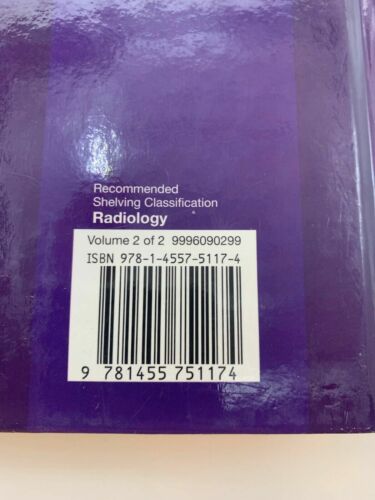 Recommended
Shelving Classification
Radiology
Volume 2 of 2 9996090299
ISBN 978-1-4557-5117-4
9 781455 751174